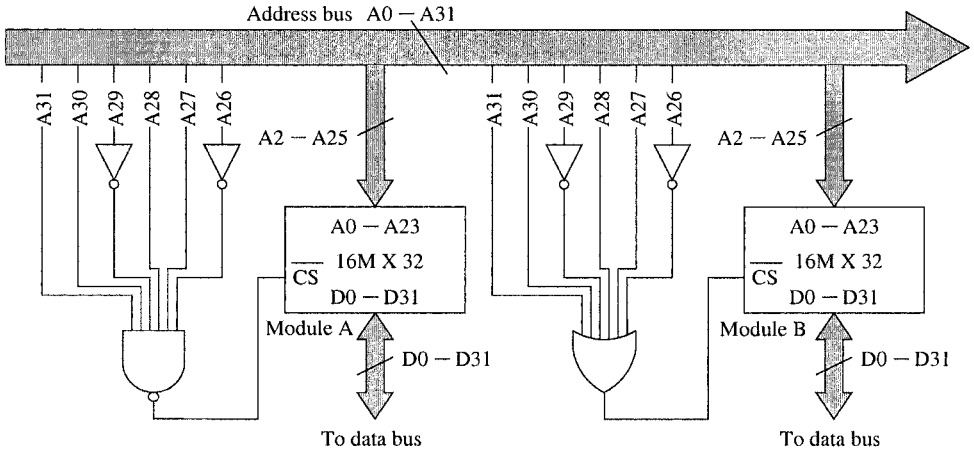 Address bus A0 – A31
A31
A30
A29
A28
A27
A26
A2 – A25
A31
A30
A29
A28
A27
A26
A2 – A25
A0 – A23
16M X 32
CS
D0 – D31
Module A
A0 – A23
16M X 32
CS
D0 – D31
Module B
D0 – D31
D0 – D31
To data bus
To data bus